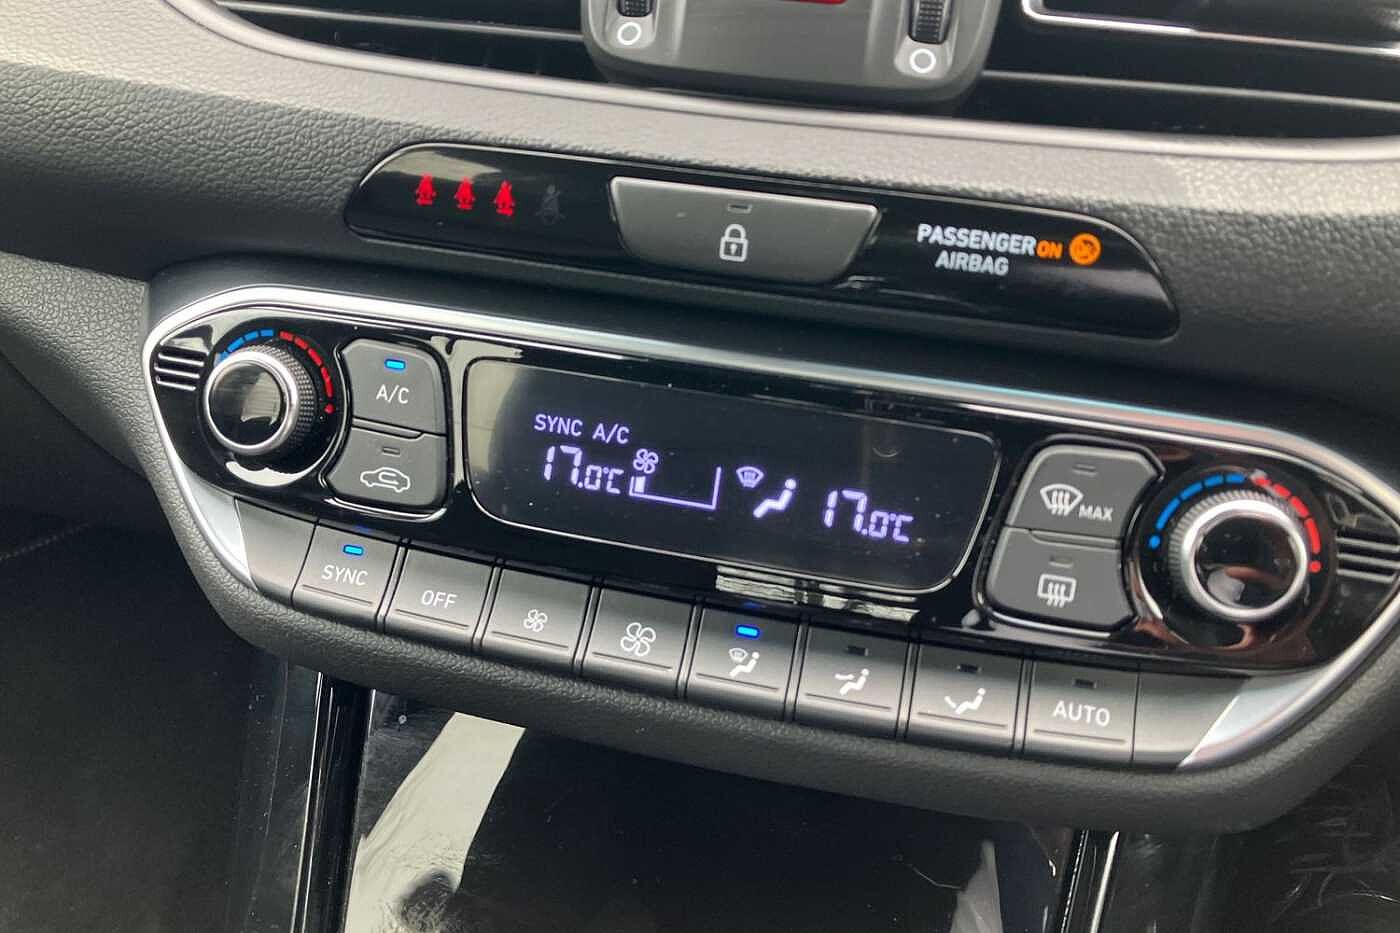 PASSENGER ON
AIRBAG
A/C
SYNC A/C
17.0°C 17.0°C
MAX
SYNC
OFF
AUTO